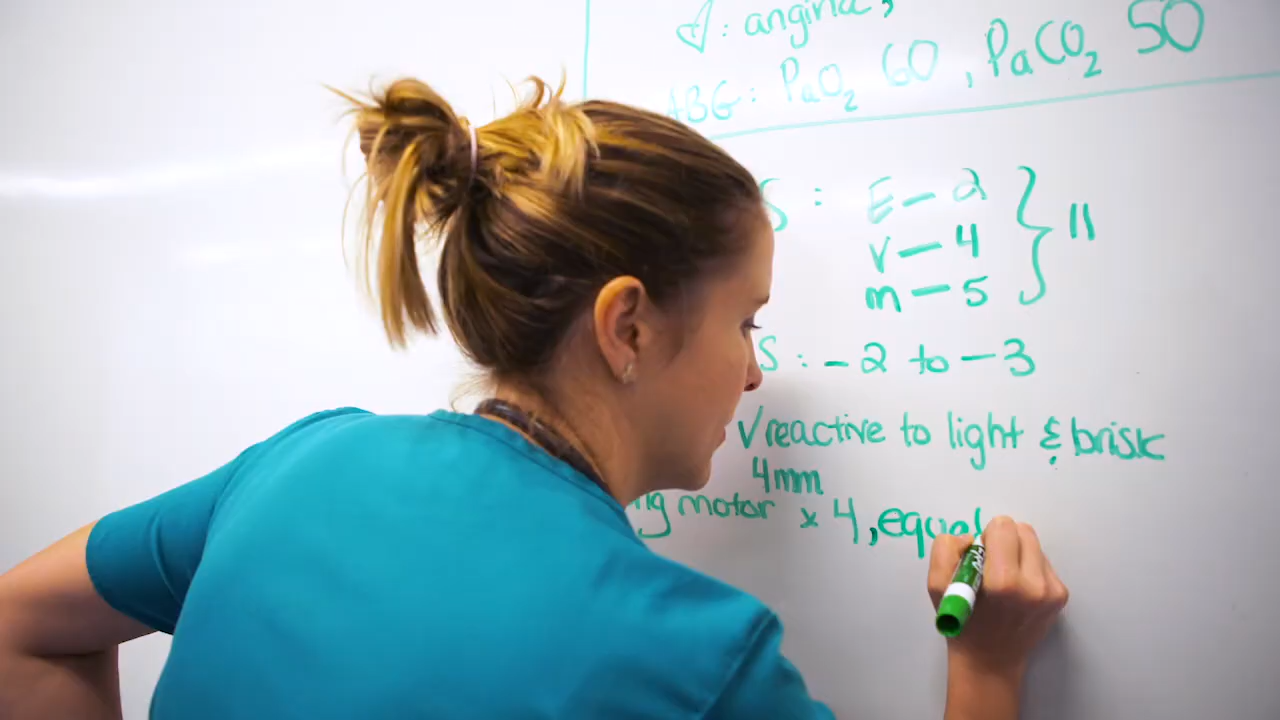 : angina,
ABG: PaO₂ 60, PaCO₂ 50
S : E – 2
V – 4 } 11
m – 5
S : – 2 to – 3
√reactive to light & brisk
4mm
ng motor x 4, equal